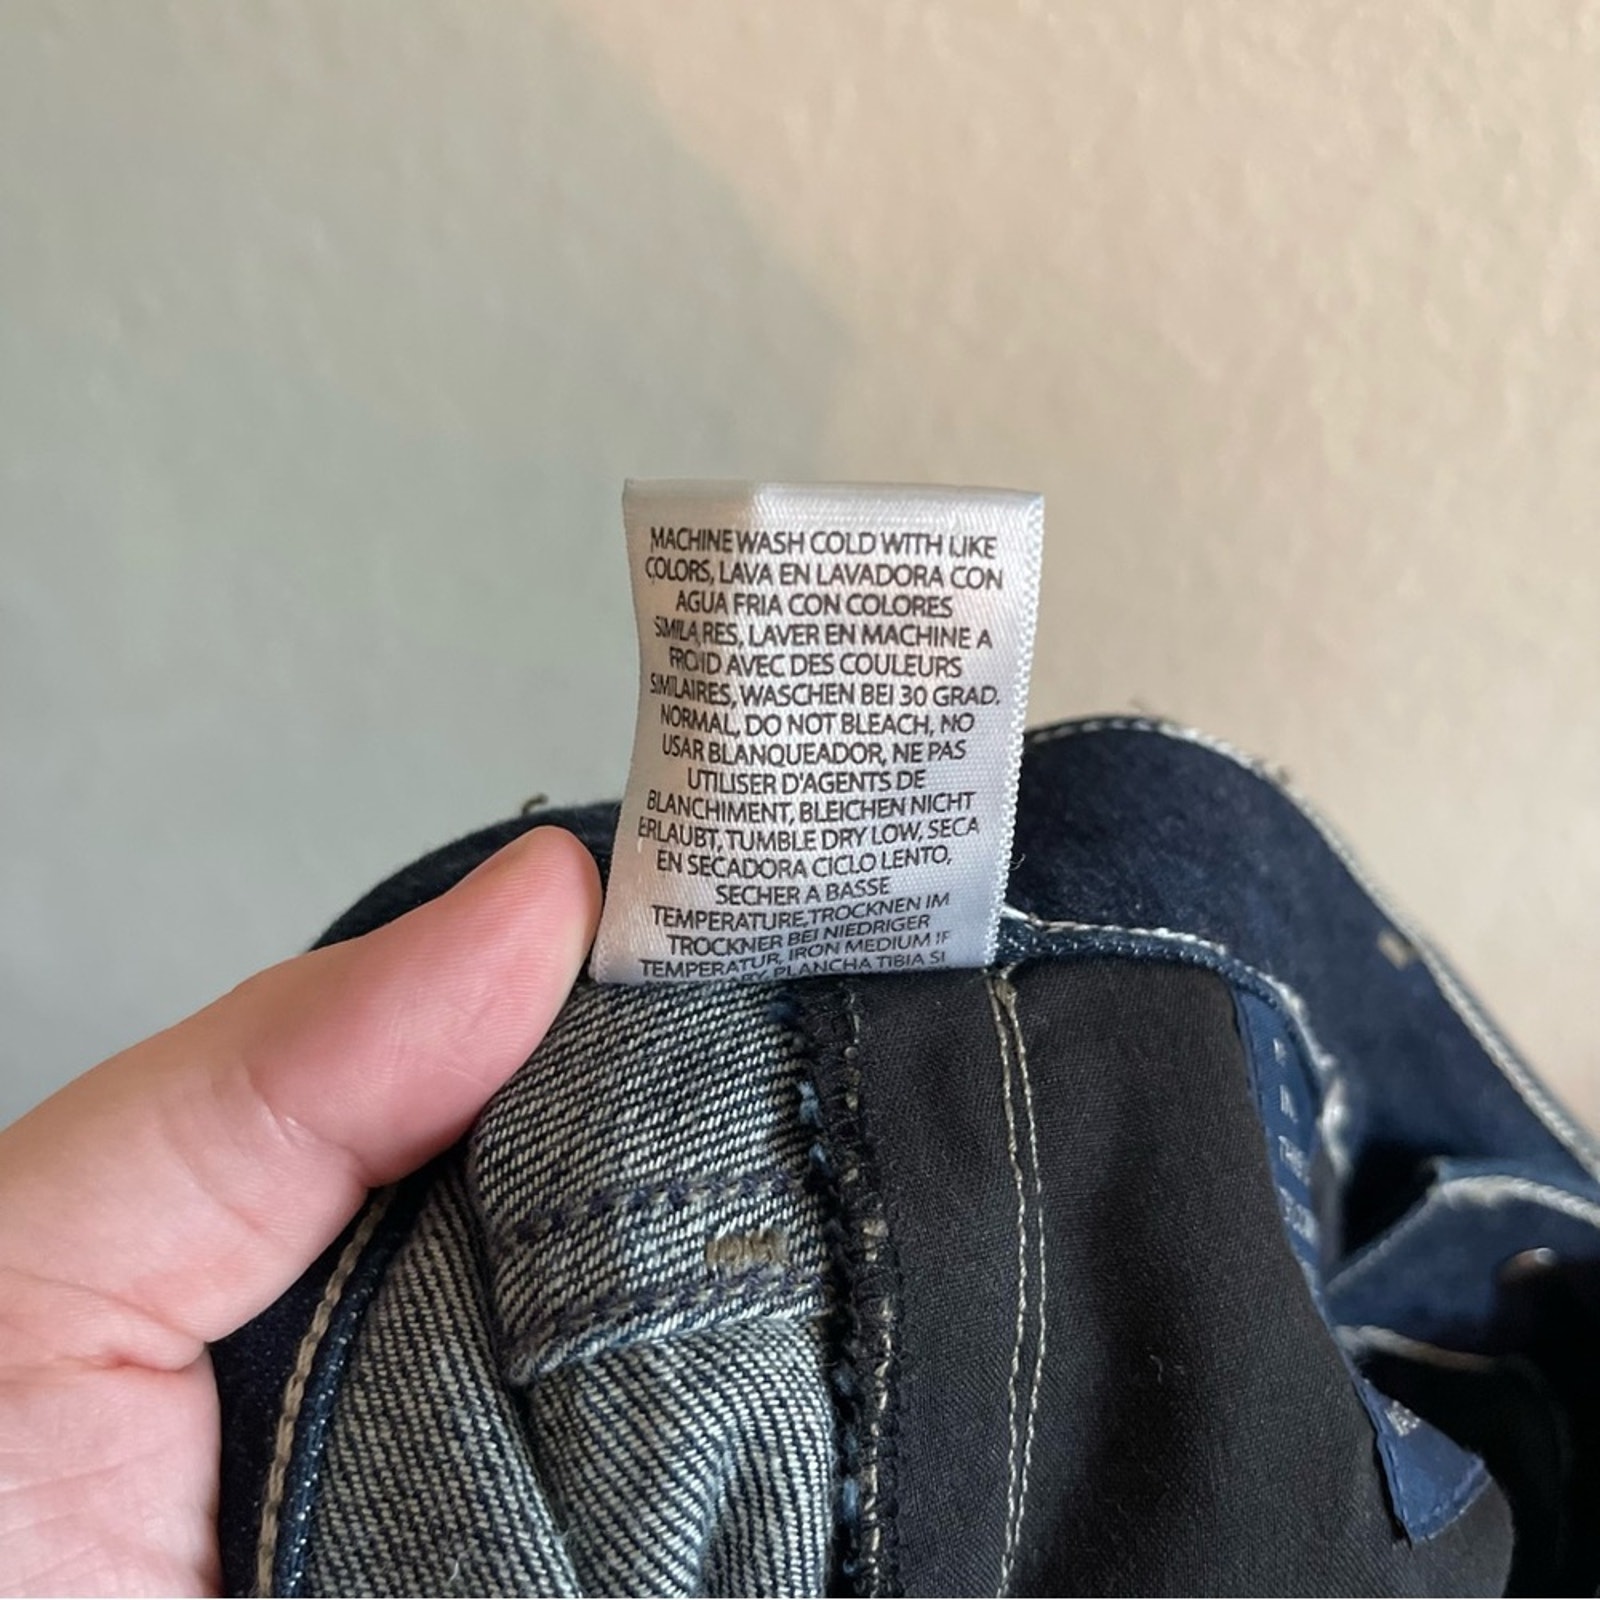 MACHINE WASH COLD WITH LIKE
COLORS, LAVA EN LAVADORA CON
AGUA FRIA CON COLORES
SIMILARES, LAVER EN MACHINE A
FROID AVEC DES COULEURS
SIMILAIRES, WASCHEN BEI 30 GRAD.
NORMAL, DO NOT BLEACH, NO
USAR BLANQUEADOR, NE PAS
UTILISER D'AGENTS DE
BLANCHIMENT, BLEICHEN NICHT
ERLAUBT, TUMBLE DRY LOW, SECA
EN SECADORA CICLO LENTO,
SECHER A BASSE
TEMPERATURE, TROCKNEN IM
TROCKNER BEI NIEDRIGER
TEMPERATUR, IRON MEDIUM IF
PLANCHA TIBIA SI